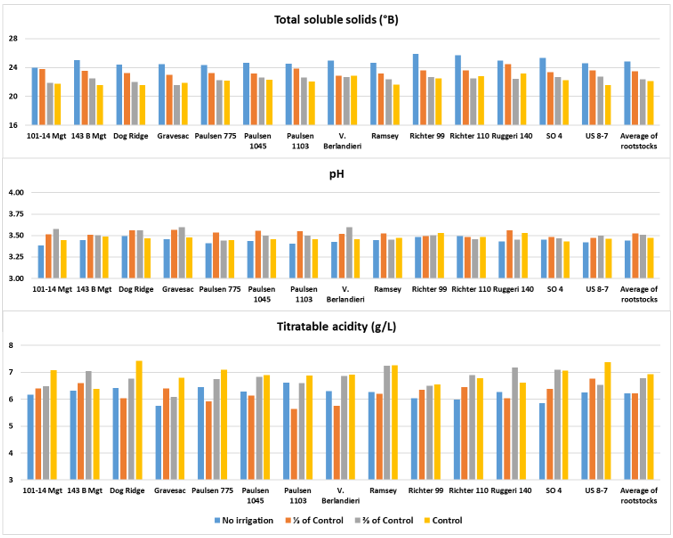 Total soluble solids (°B)
28
24
20
16
101-14 Mgt 143 B Mgt Dog Ridge Gravesac Paulsen 775 Paulsen 1045 Paulsen 1103 V. Berlandieri Ramsey Richter 99 Richter 110 Ruggeri 140 SO 4 US 8-7 Average of rootstocks
pH
4.00
3.75
3.50
3.25
3.00
101-14 Mgt 143 B Mgt Dog Ridge Gravesac Paulsen 775 Paulsen 1045 Paulsen 1103 V. Berlandieri Ramsey Richter 99 Richter 110 Ruggeri 140 SO 4 US 8-7 Average of rootstocks
Titratable acidity (g/L)
8
7
6
5
4
3
101-14 Mgt 143 B Mgt Dog Ridge Gravesac Paulsen 775 Paulsen 1045 Paulsen 1103 V. Berlandieri Ramsey Richter 99 Richter 110 Ruggeri 140 SO 4 US 8-7 Average of rootstocks
No irrigation ⅓ of Control ⅔ of Control Control